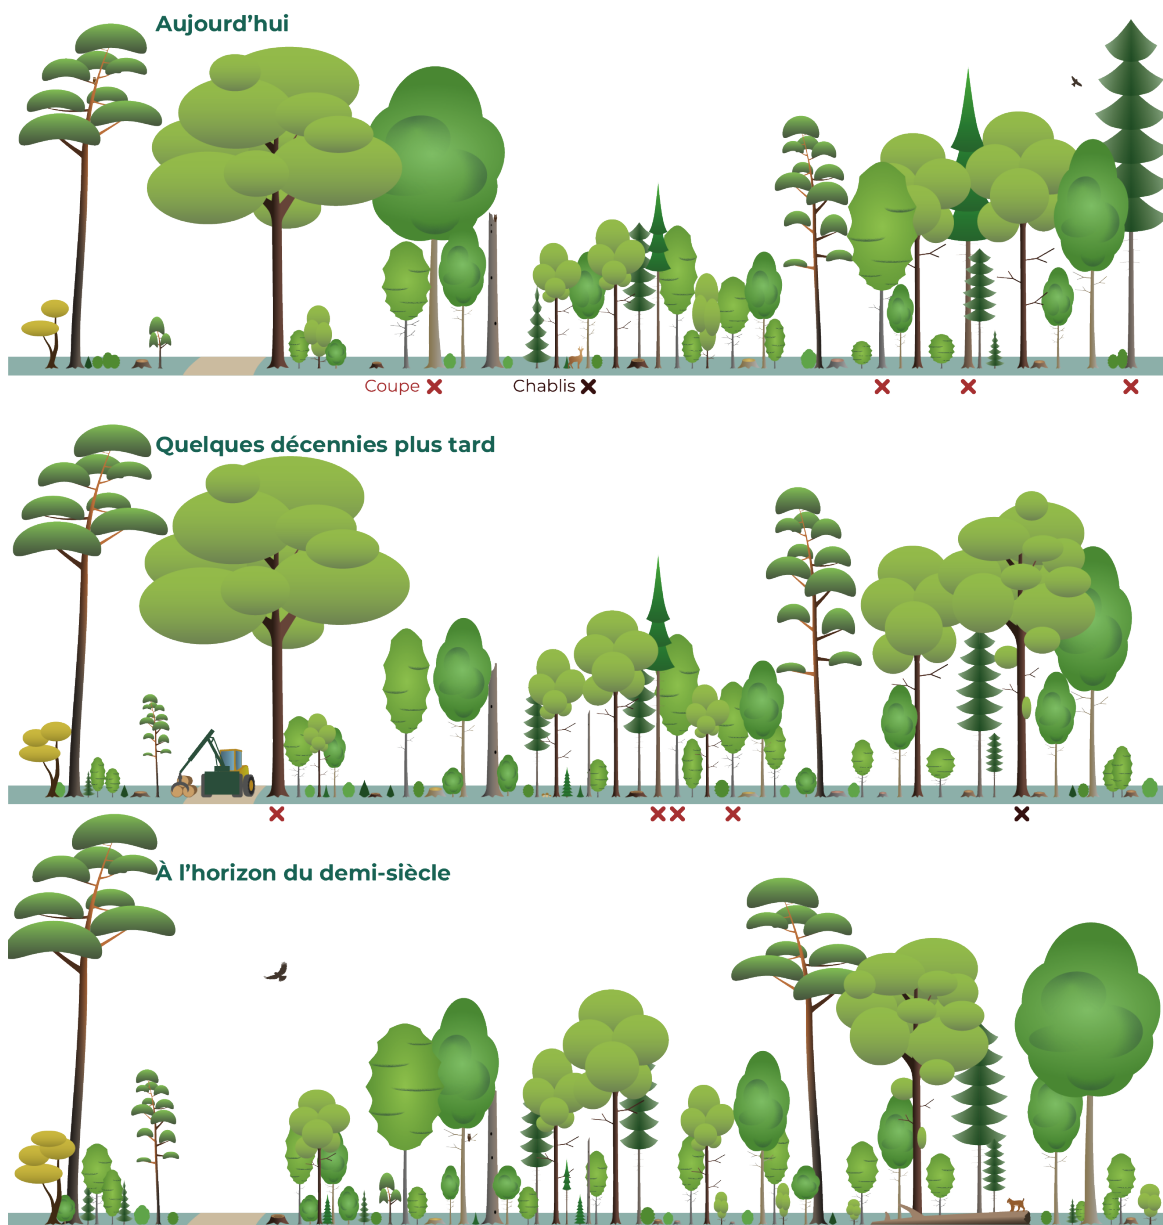 Aujourd’hui
Coupe
Chablis
Quelques décennies plus tard
À l’horizon du demi-siècle